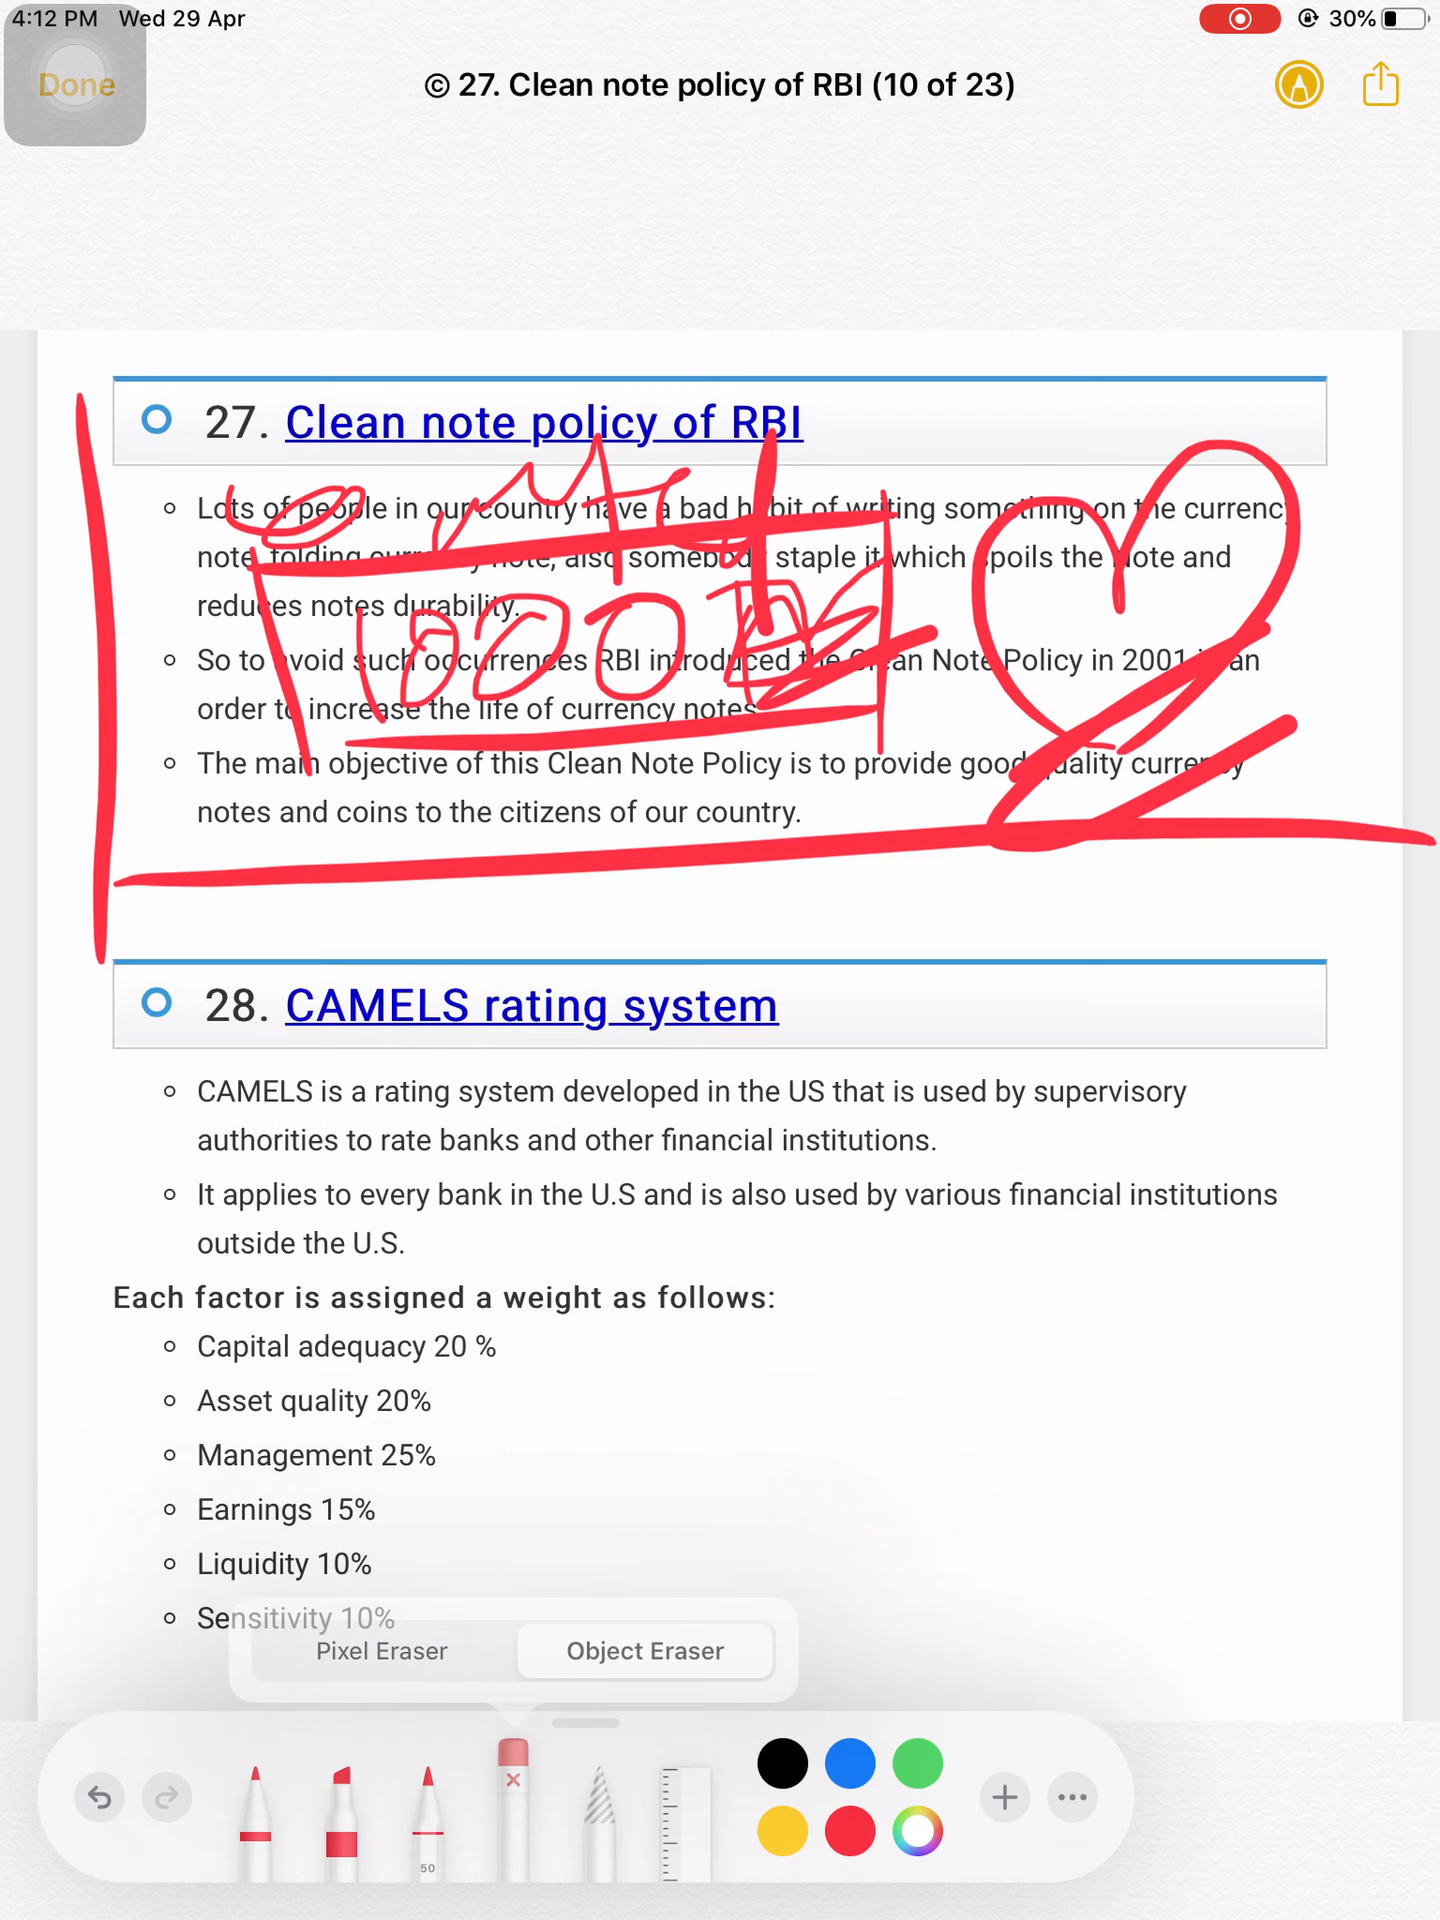 4:12 PM Wed 29 Apr
30%
Done
© 27. Clean note policy of RBI (10 of 23)
27. Clean note policy of RBI
Lots of people in our country have a bad habit of writing something on the currency
note, folding currency note, also somebody staple it which spoils the note and
reduces notes durability.
So to avoid such occurrences RBI introduced the Clean Note Policy in 2001 in an
order to increase the life of currency notes.
The main objective of this Clean Note Policy is to provide good quality currency
notes and coins to the citizens of our country.
1000
28. CAMELS rating system
CAMELS is a rating system developed in the US that is used by supervisory
authorities to rate banks and other financial institutions.
It applies to every bank in the U.S and is also used by various financial institutions
outside the U.S.
Each factor is assigned a weight as follows:
Capital adequacy 20 %
Asset quality 20%
Management 25%
Earnings 15%
Liquidity 10%
Sensitivity 10%
Pixel Eraser Object Eraser
50